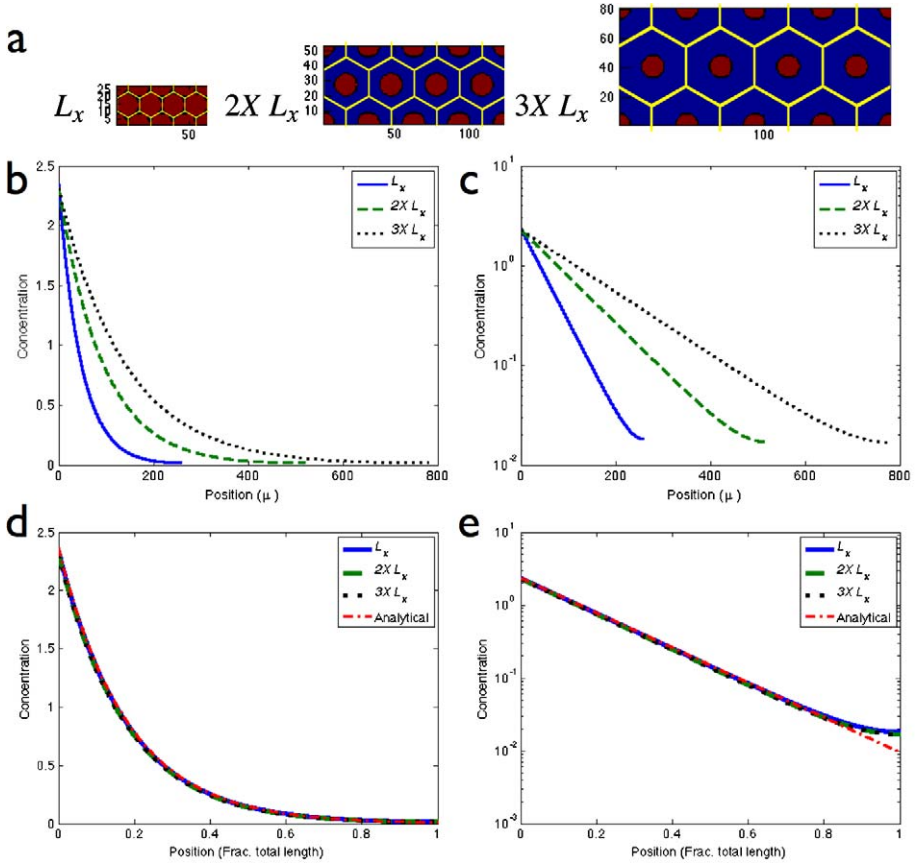 a
L_x
25
20
15
10
5
50
2X L_x
50
40
30
20
10
50
100
3X L_x
80
60
40
20
100
b
2.5
2
1.5
1
0.5
0
0
200
400
600
800
Concentration
Position (μ )
L_x
2X L_x
3X L_x
c
10^1
10^0
10^-1
10^-2
0
200
400
600
800
Concentration
Position (μ )
L_x
2X L_x
3X L_x
d
2.5
2
1.5
1
0.5
0
0
0.2
0.4
0.6
0.8
1
Concentration
Position (Frac. total length)
L_x
2X L_x
3X L_x
Analytical
e
10^1
10^0
10^-1
10^-2
10^-3
0
0.2
0.4
0.6
0.8
1
Concentration
Position (Frac. total length)
L_x
2X L_x
3X L_x
Analytical